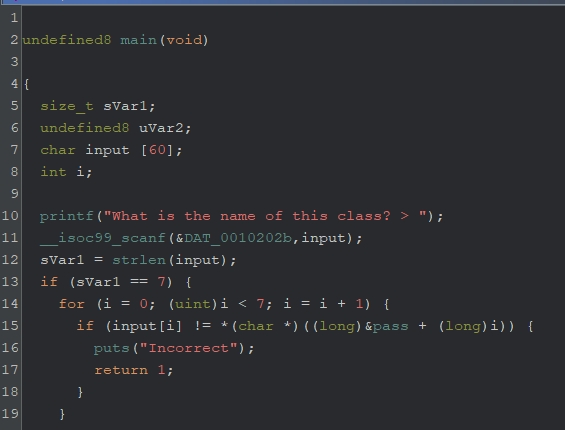 1
2 undefined8 main(void)
3
4 {
5 size_t sVar1;
6 undefined8 uVar2;
7 char input [60];
8 int i;
9
10 printf("What is the name of this class? > ");
11 __isoc99_scanf(&DAT_0010202b,input);
12 sVar1 = strlen(input);
13 if (sVar1 == 7) {
14 for (i = 0; (uint)i < 7; i = i + 1) {
15 if (input[i] != *(char *)((long)&pass + (long)i)) {
16 puts("Incorrect");
17 return 1;
18 }
19 }